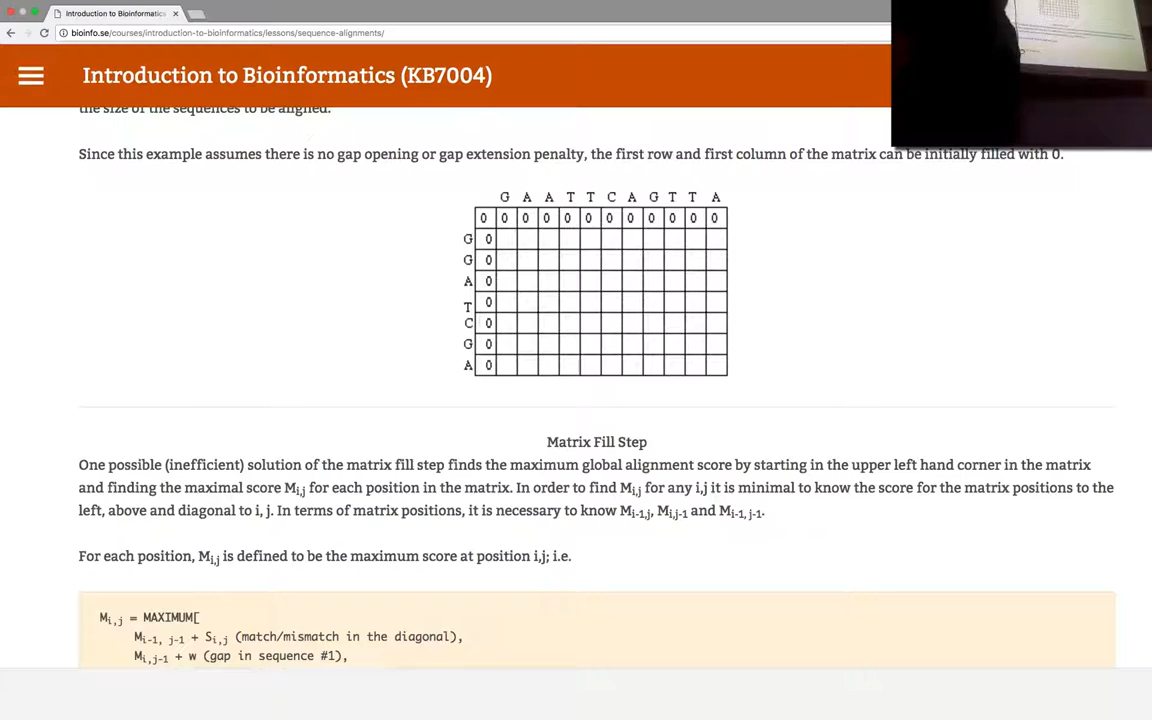 Introduction to Bioinformatics
bioinfo.se/courses/introduction-to-bioinformatics/lessons/sequence-alignments/
Introduction to Bioinformatics (KB7004)
the size of the sequences to be aligned.
Since this example assumes there is no gap opening or gap extension penalty, the first row and first column of the matrix can be initially filled with 0.
G A A T T C A G T T A
0 0 0 0 0 0 0 0 0 0 0 0
G 0
G 0
A 0
T 0
C 0
G 0
A 0
Matrix Fill Step
One possible (inefficient) solution of the matrix fill step finds the maximum global alignment score by starting in the upper left hand corner in the matrix
and finding the maximal score Mi,j for each position in the matrix. In order to find Mi,j for any i,j it is minimal to know the score for the matrix positions to the
left, above and diagonal to i, j. In terms of matrix positions, it is necessary to know Mi-1,j, Mi,j-1 and Mi-1, j-1.
For each position, Mi,j is defined to be the maximum score at position i,j; i.e.
Mi,j = MAXIMUM[
Mi-1, j-1 + Si,j (match/mismatch in the diagonal),
Mi,j-1 + w (gap in sequence #1),